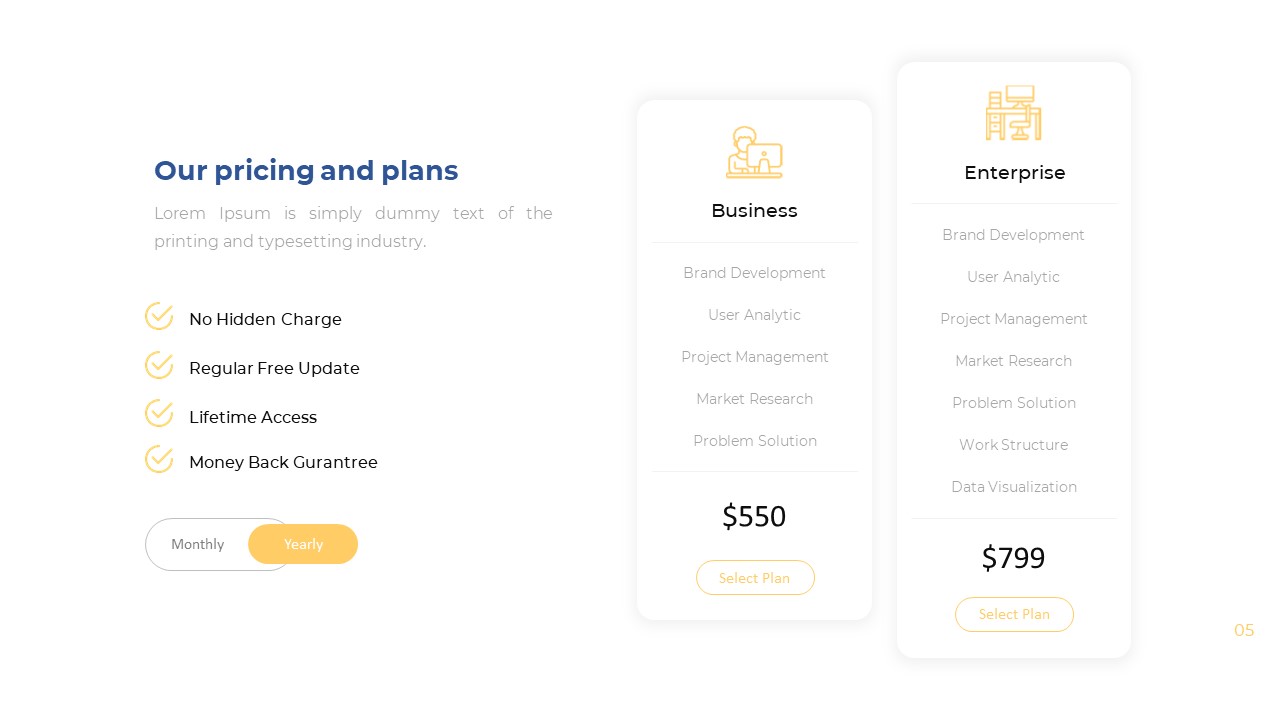 Our pricing and plans
Lorem Ipsum is simply dummy text of the
printing and typesetting industry.
No Hidden Charge
Regular Free Update
Lifetime Access
Money Back Gurantree
Monthly
Yearly
Business
Brand Development
User Analytic
Project Management
Market Research
Problem Solution
$550
Select Plan
Enterprise
Brand Development
User Analytic
Project Management
Market Research
Problem Solution
Work Structure
Data Visualization
$799
Select Plan
05